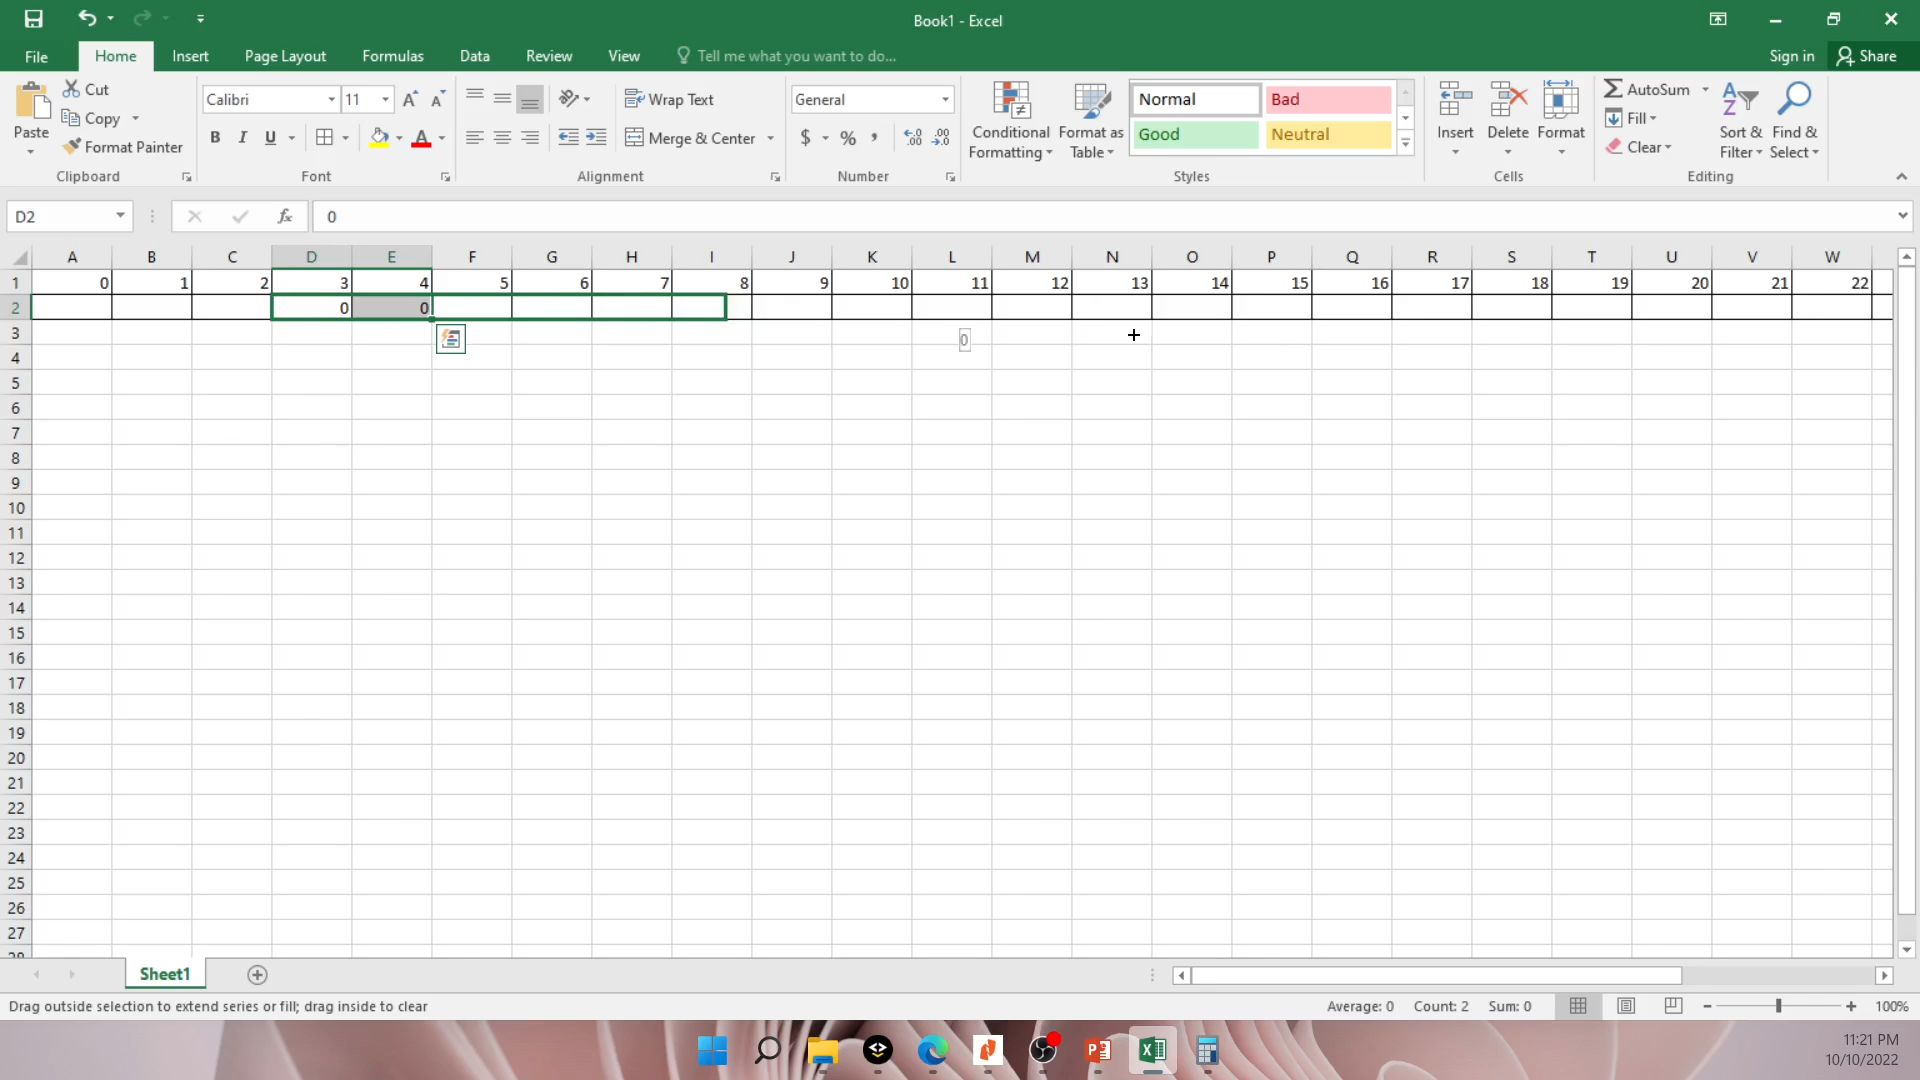 Book1 - Excel
File Home Insert Page Layout Formulas Data Review View Tell me what you want to do... Sign in Share
Paste
Cut
Copy
Format Painter
Clipboard
Calibri 11
B I U A
Font
Wrap Text
Merge & Center
Alignment
General
$ % ,
Number
Conditional Formatting
Format as Table
Normal Bad
Good Neutral
Styles
Insert Delete Format
Cells
AutoSum
Fill
Clear
Sort & Filter
Find & Select
Editing
D2 fx 0
A B C D E F G H I J K L M N O P Q R S T U V W
1 0 1 2 3 4 5 6 7 8 9 10 11 12 13 14 15 16 17 18 19 20 21 22
2 0 0
3 0
4
5
6
7
8
9
10
11
12
13
14
15
16
17
18
19
20
21
22
23
24
25
26
27
28
Sheet1
Drag outside selection to extend series or fill; drag inside to clear Average: 0 Count: 2 Sum: 0 100%
11:21 PM
10/10/2022